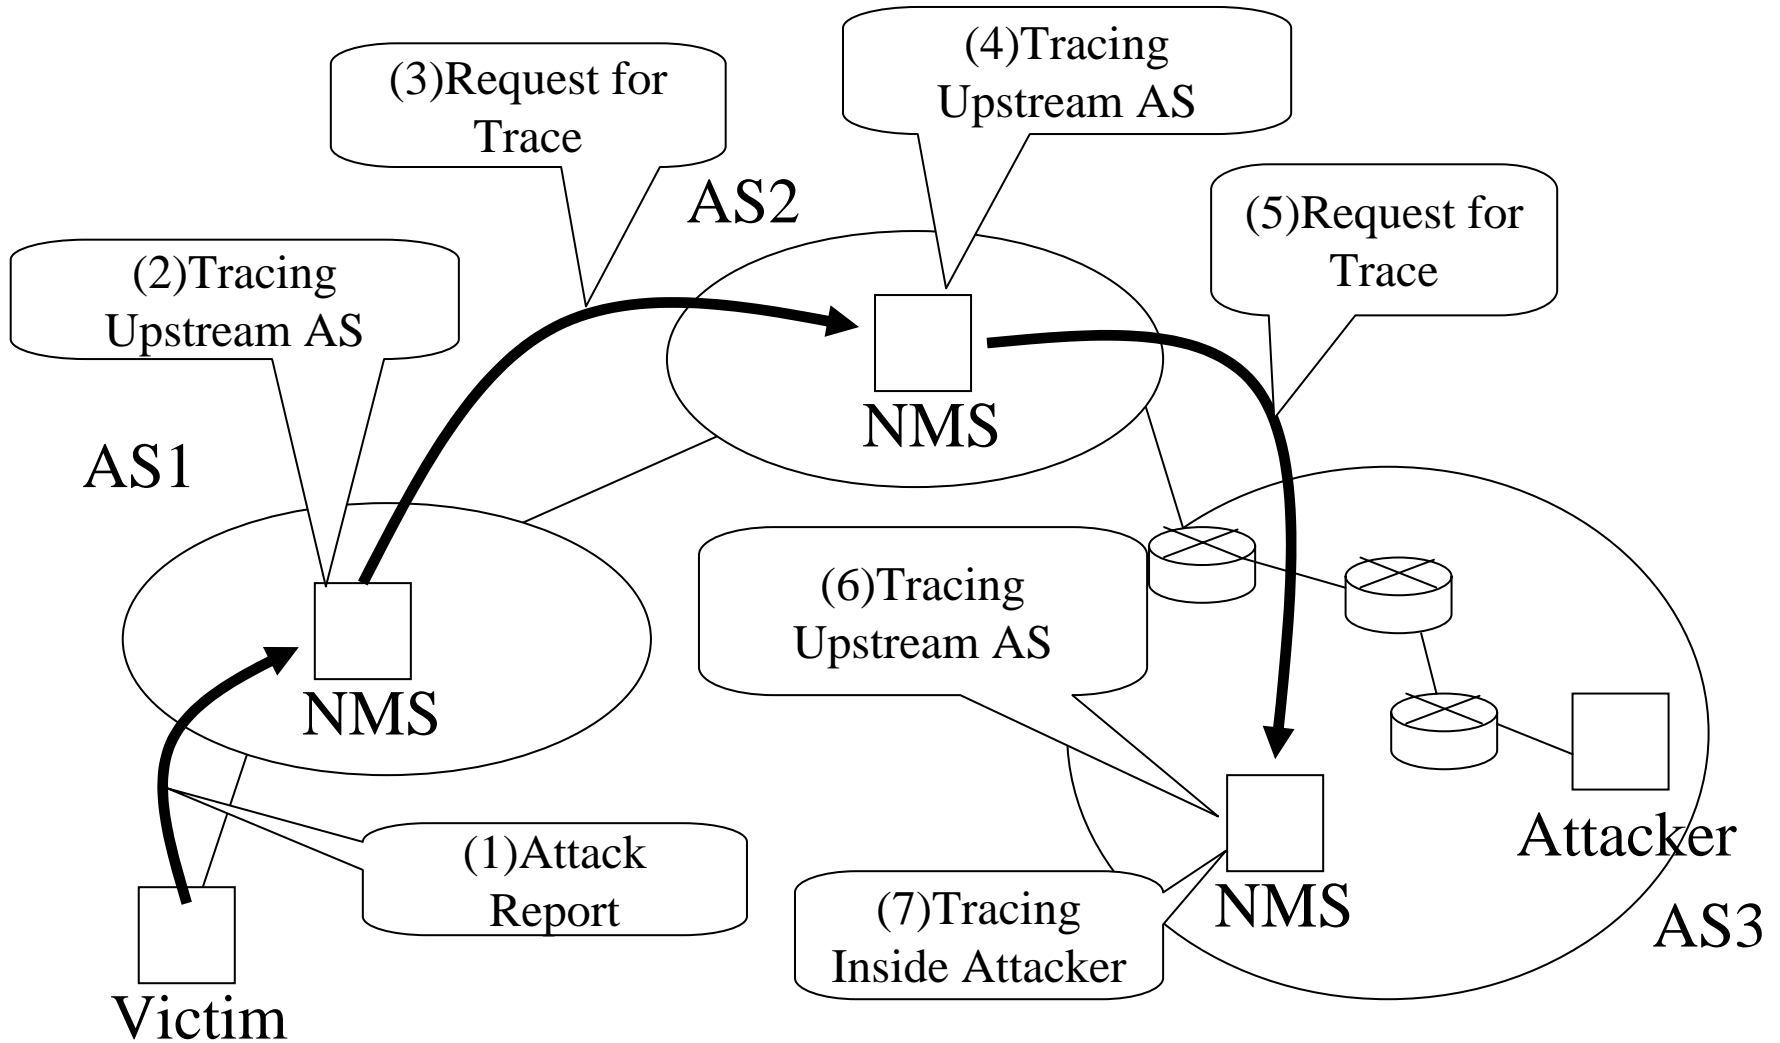 (4)Tracing
Upstream AS
(3)Request for
Trace
AS2
(5)Request for
Trace
(2)Tracing
Upstream AS
NMS
AS1
(6)Tracing
Upstream AS
NMS
Attacker
(1)Attack
Report
(7)Tracing
Inside Attacker
NMS
AS3
Victim